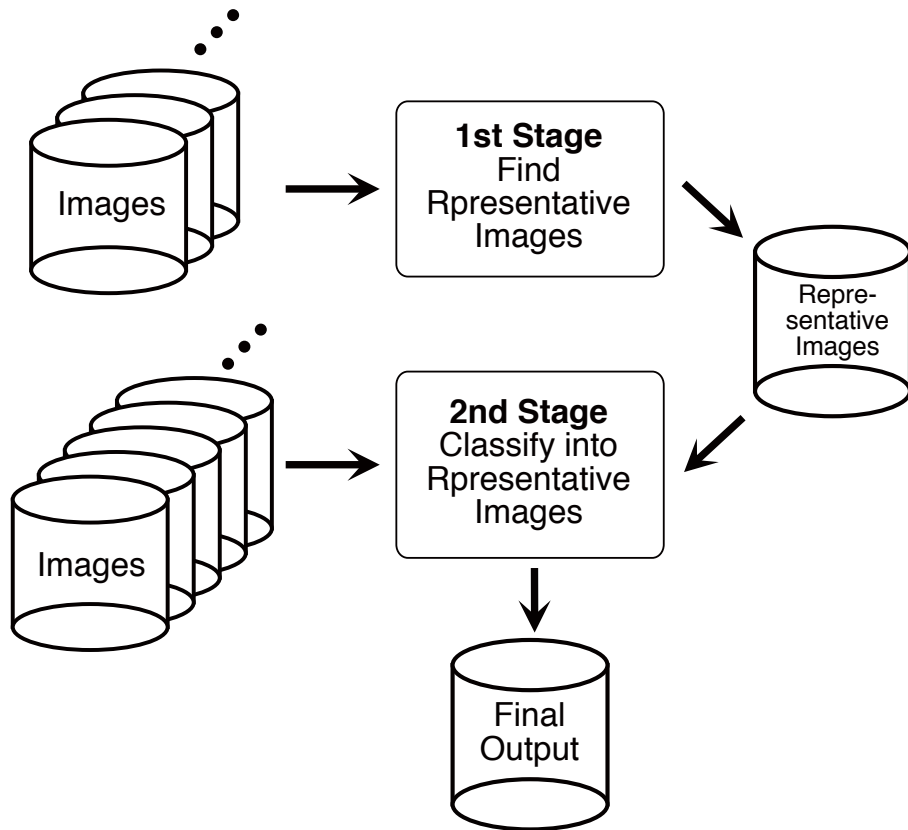 Images
1st Stage
Find
Rpresentative
Images
Repre-
sentative
Images
Images
2nd Stage
Classify into
Rpresentative
Images
Final
Output